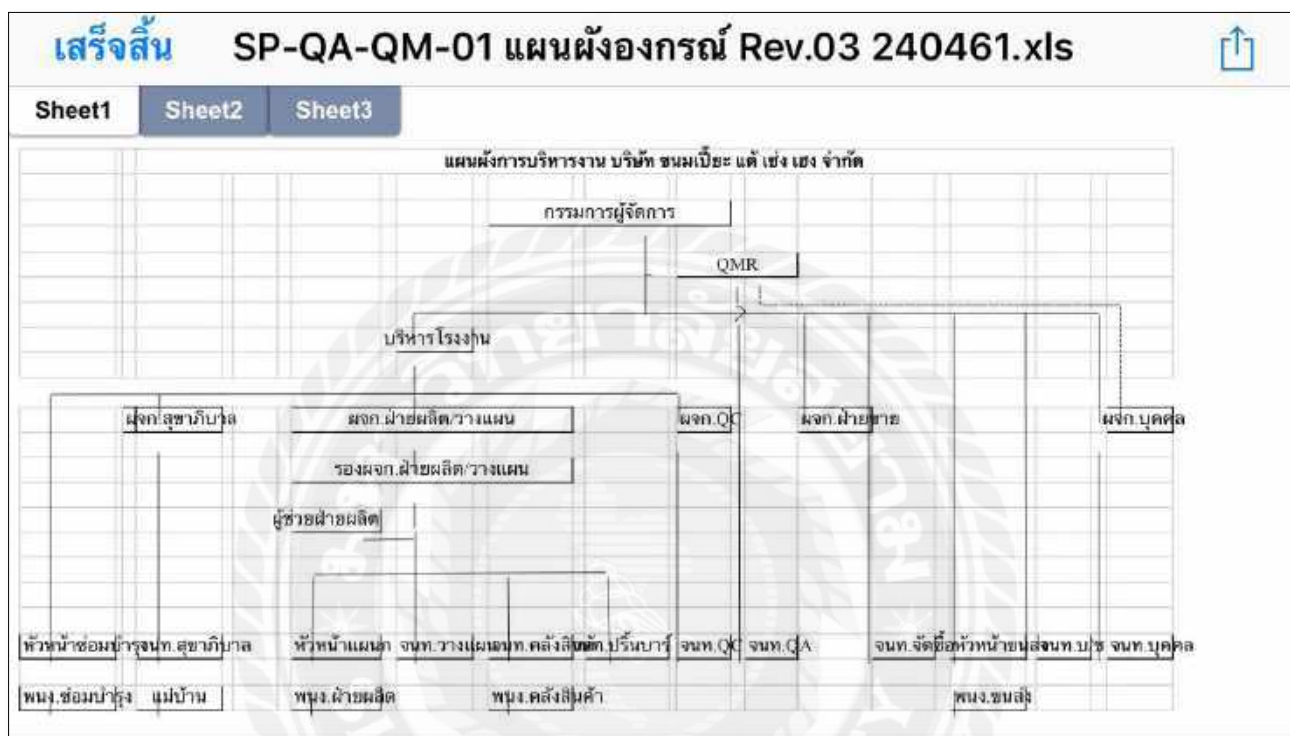 เสร็จสิ้น SP-QA-QM-01 แผนผังองกรณ์ Rev.03 240461.xls
Sheet1 Sheet2 Sheet3
แผนผังการบริหารงาน บริษัท ขนมเปี๊ยะ แต้ เซ่ง เฮง จำกัด
กรรมการผู้จัดการ
QMR
บริหารโรงงาน
ผจก.สุขาภิบาล ผจก.ฝ่ายผลิต/วางแผน ผจก.QC ผจก.ฝ่ายขาย ผจก.บุคคล
รองผจก.ฝ่ายผลิต/วางแผน
ผู้ช่วยฝ่ายผลิต
หัวหน้าซ่อมบำรุง จนท.สุขาภิบาล หัวหน้าแผนก จนท.วางแผน จนท.คลังสินค้า ปริ้นบาร์ จนท.QC จนท.QA จนท.จัดซื้อ หัวหน้าขนส่ง จนท.บ/ช จนท.บุคคล
พนง.ซ่อมบำรุง แม่บ้าน พนง.ฝ่ายผลิต พนง.คลังสินค้า พนง.ขนส่ง